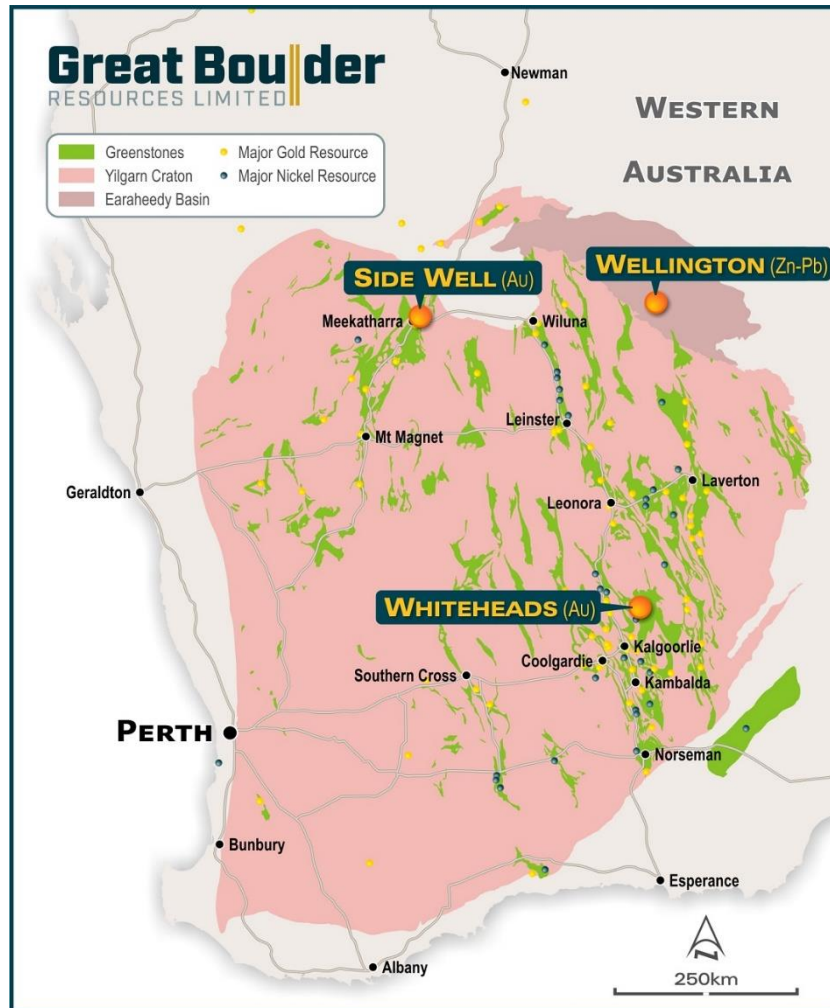 Great Boulder
RESOURCES LIMITED
Greenstones
Yilgarn Craton
Earaheedy Basin
Major Gold Resource
Major Nickel Resource
Newman
WESTERN
AUSTRALIA
SIDE WELL (Au)
WELLINGTON (Zn-Pb)
Meekatharra
Wiluna
Leinster
Mt Magnet
Geraldton
Laverton
Leonora
WHITEHEADS (Au)
Kalgoorlie
Coolgardie
Southern Cross
Kambalda
PERTH
Norseman
Bunbury
Esperance
Albany
N
250km